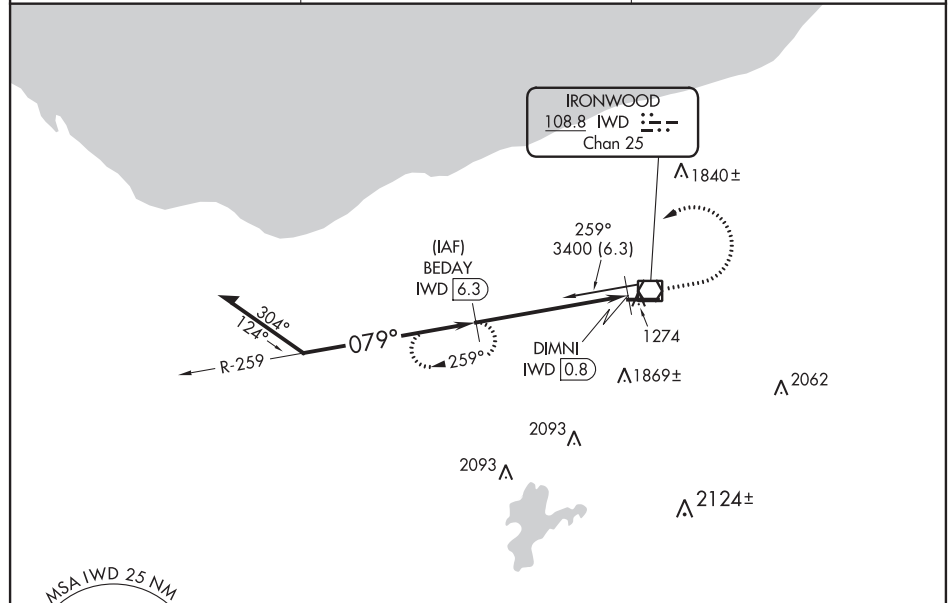 IRONWOOD
108.8 IWD
Chan 25
1840±
259°
3400 (6.3)
(IAF)
BEDAY
IWD 6.3
304°
124°
079°
R-259
259°
DIMNI
IWD 0.8
1274
1869±
2062
2093
2093
2124±
MSA IWD 25 NM